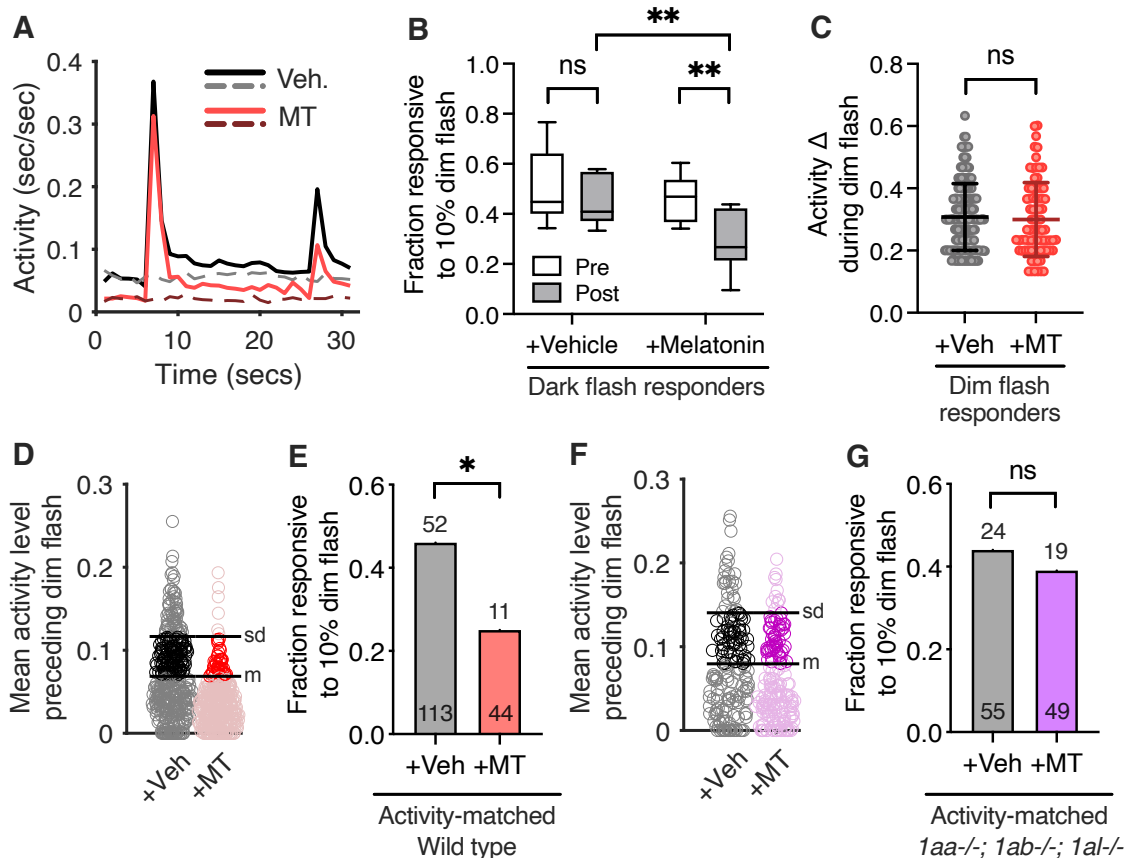 A
Activity (sec/sec)
0.4
0.3
0.2
0.1
0
0 10 20 30
Time (secs)
Veh.
MT
B
Fraction responsive
to 10% dim flash
1.0
0.8
0.6
0.4
0.2
0.0
ns
**
**
Pre
Post
+Vehicle +Melatonin
Dark flash responders
C
Activity Δ
during dim flash
0.8
0.6
0.4
0.2
0.0
ns
+Veh +MT
Dim flash
responders
D
Mean activity level
preceding dim flash
0.3
0.2
0.1
0
sd
m
+Veh
+MT
E
Fraction responsive
to 10% dim flash
0.6
0.4
0.2
0.0
*
52
11
113
44
+Veh +MT
Activity-matched
Wild type
F
Mean activity level
preceding dim flash
0.3
0.2
0.1
0
sd
m
+Veh
+MT
G
Fraction responsive
to 10% dim flash
0.6
0.4
0.2
0.0
ns
24
19
55
49
+Veh +MT
Activity-matched
1aa-/-; 1ab-/-; 1al-/-